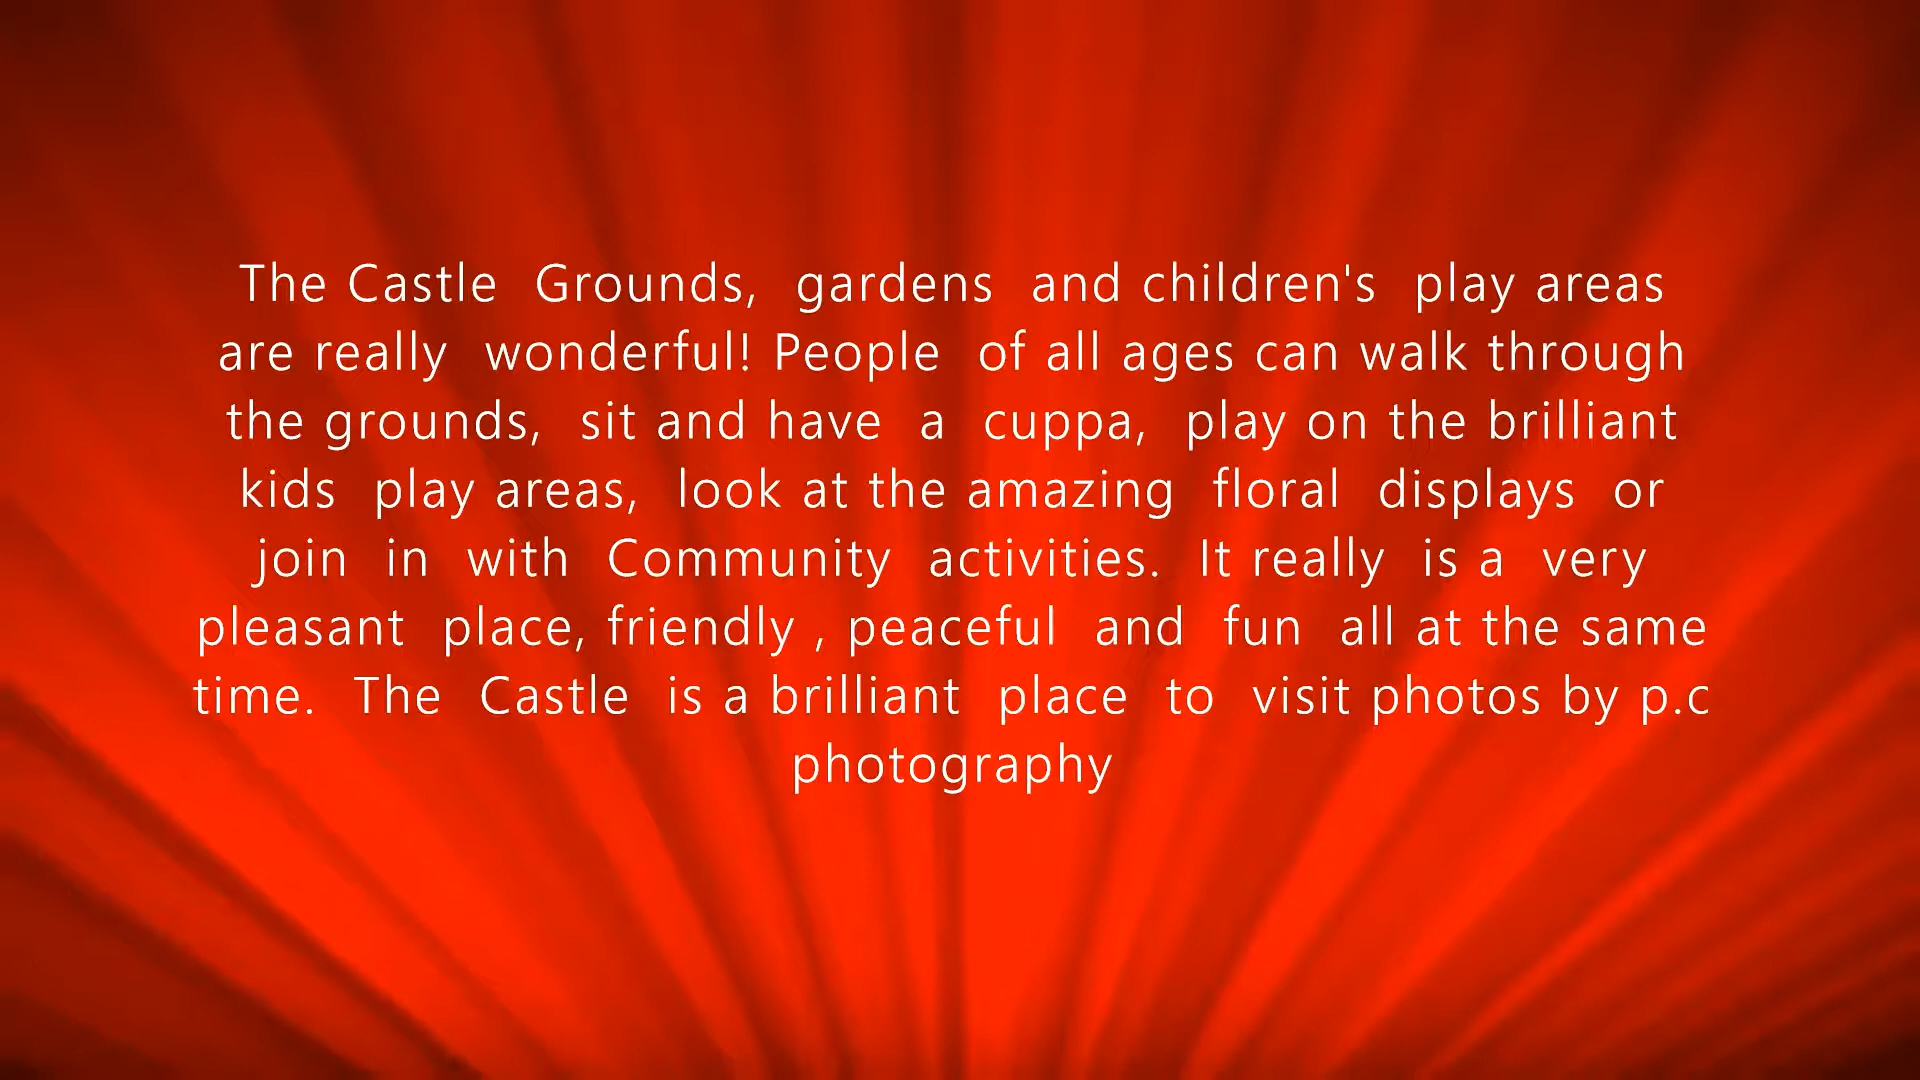 The Castle  Grounds,  gardens  and children's  play areas
are really  wonderful! People  of all ages can walk through
the grounds,  sit and have  a  cuppa,  play on the brilliant
kids  play areas,  look at the amazing  floral  displays  or
join  in  with  Community  activities.  It really  is a  very
pleasant  place, friendly , peaceful  and  fun  all at the same
time.  The  Castle  is a brilliant  place  to  visit photos by p.c
photography